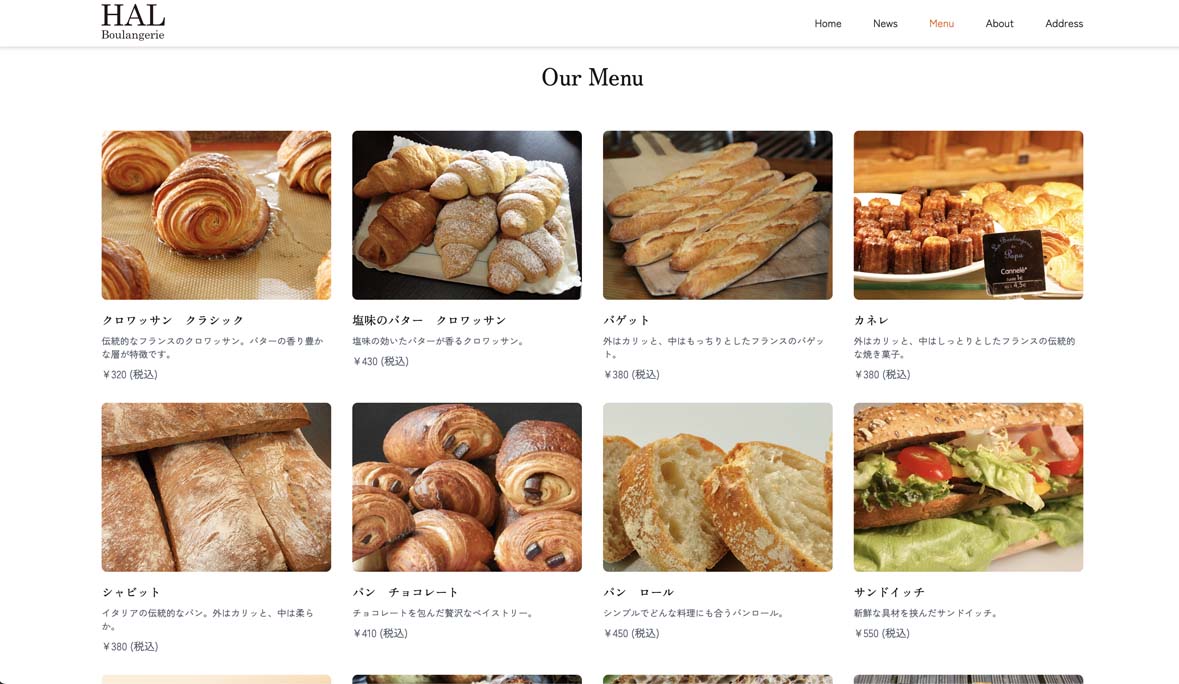 HAL
Boulangerie
Home News Menu About Address
Our Menu
La Boulangerie
de
Papa
Cannelé
クロワッサン　クラシック
伝統的なフランスのクロワッサン。バターの香り豊か
な層が特徴です。
￥320 (税込)
塩味のバター　クロワッサン
塩味の効いたバターが香るクロワッサン。
￥430 (税込)
バゲット
外はカリッと、中はもっちりとしたフランスのバゲッ
ト。
￥380 (税込)
カネレ
外はカリッと、中はしっとりとしたフランスの伝統的
な焼き菓子。
￥380 (税込)
シャビット
イタリアの伝統的なパン。外はカリッと、中は柔ら
か。
￥380 (税込)
パン　チョコレート
チョコレートを包んだ贅沢なペイストリー。
￥410 (税込)
パン　ロール
シンプルでどんな料理にも合うパンロール。
￥450 (税込)
サンドイッチ
新鮮な具材を挟んだサンドイッチ。
￥550 (税込)